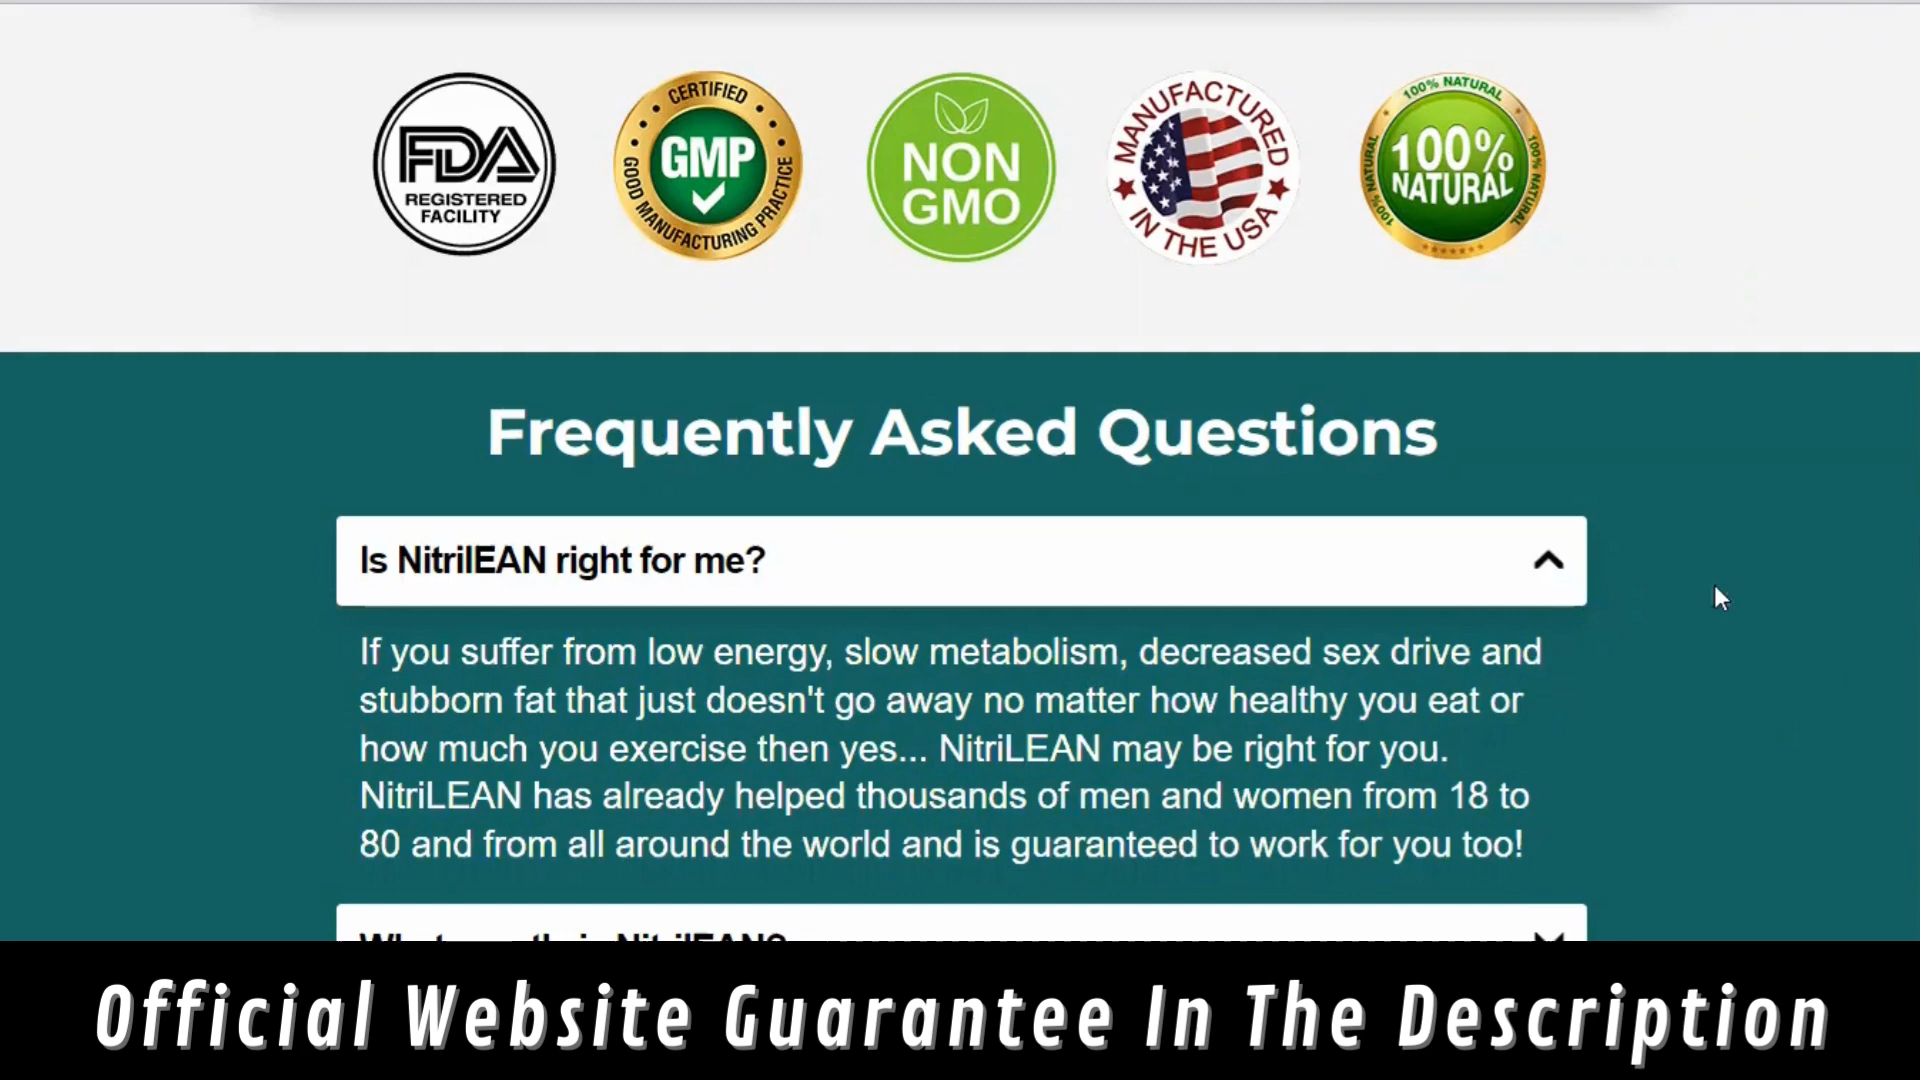 FDA
REGISTERED
FACILITY
CERTIFIED
GMP
GOOD MANUFACTURING PRACTICE
NON
GMO
MANUFACTURED
IN THE USA
100% NATURAL
100%
NATURAL
100% NATURAL
100% NATURAL
Frequently Asked Questions
Is NitrilEAN right for me?
If you suffer from low energy, slow metabolism, decreased sex drive and
stubborn fat that just doesn't go away no matter how healthy you eat or
how much you exercise then yes... NitriLEAN may be right for you.
NitriLEAN has already helped thousands of men and women from 18 to
80 and from all around the world and is guaranteed to work for you too!
Official Website Guarantee In The Description